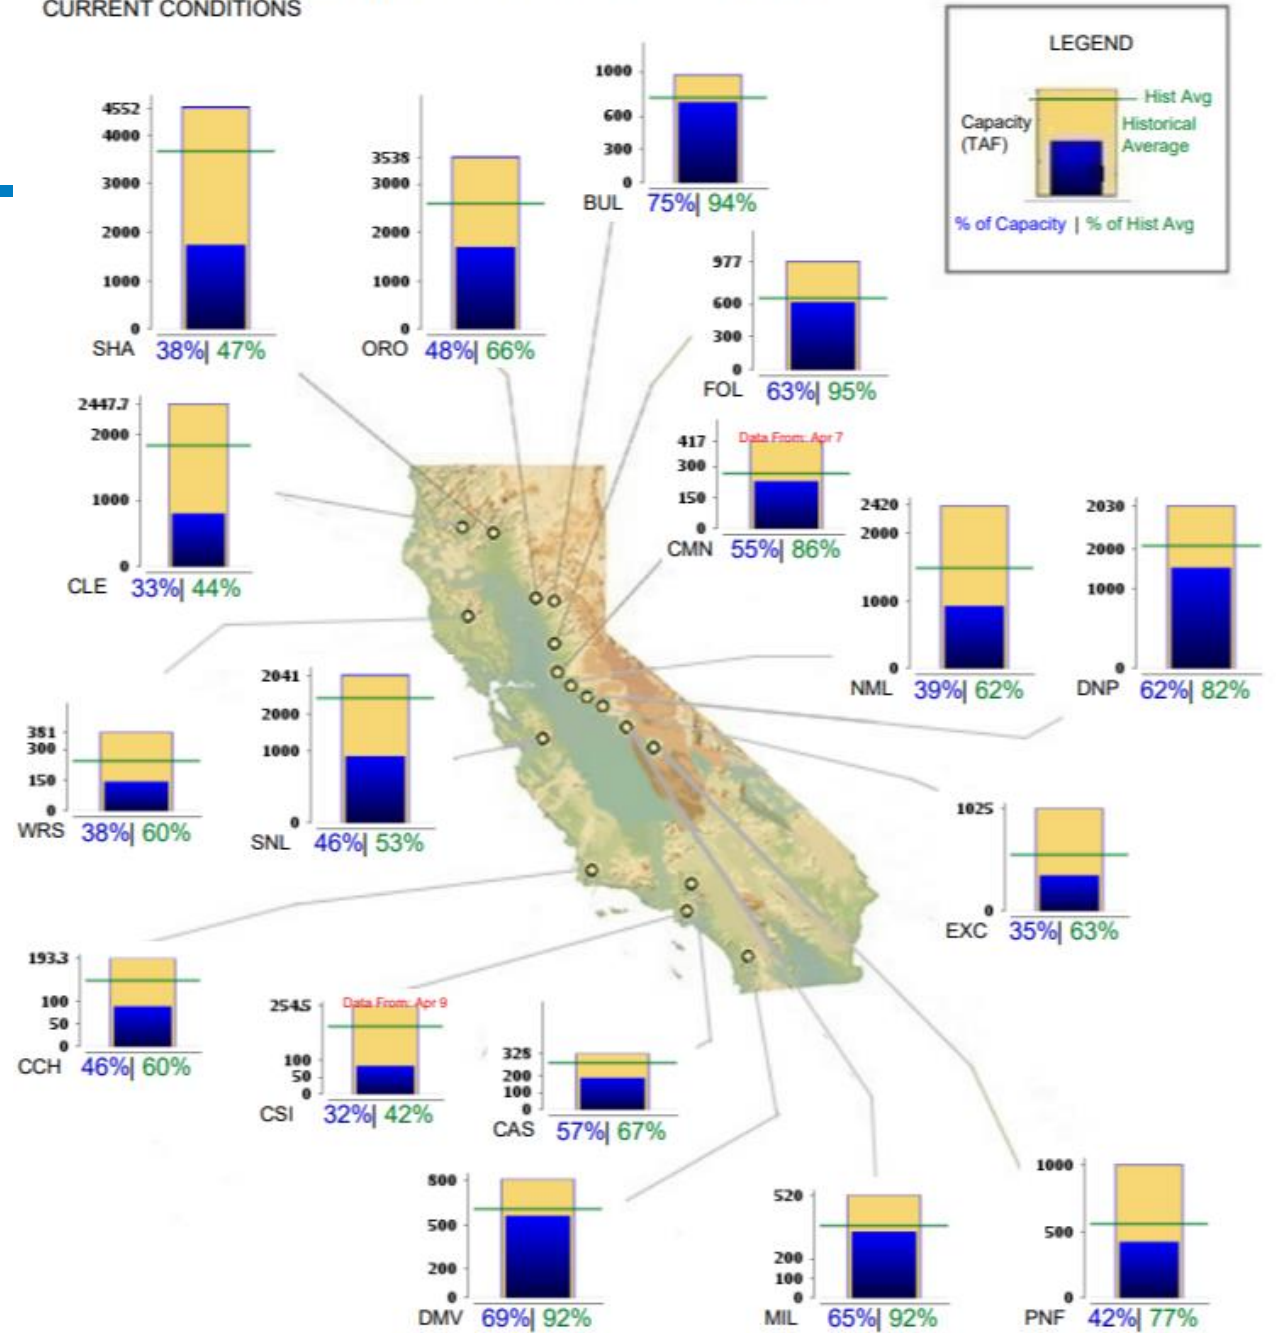 CURRENT CONDITIONS
LEGEND
Capacity
(TAF)
Hist Avg
Historical
Average
% of Capacity | % of Hist Avg
4552
4000
3000
2000
1000
0
SHA 38%| 47%
3538
3000
2000
1000
0
ORO 48%| 66%
1000
600
300
0
BUL 75%| 94%
977
600
300
0
FOL 63%| 95%
2447.7
2000
1000
0
CLE 33%| 44%
Data From: Apr 7
417
300
150
0
CMN 55%| 86%
2420
2000
1000
0
NML 39%| 62%
2030
2000
1000
0
DNP 62%| 82%
381
300
150
0
WRS 38%| 60%
2041
2000
1000
0
SNL 46%| 53%
1025
0
EXC 35%| 63%
193.3
100
50
0
CCH 46%| 60%
Data From: Apr 9
254.5
100
50
0
CSI 32%| 42%
328
200
100
0
CAS 57%| 67%
800
500
200
0
DMV 69%| 92%
520
200
100
0
MIL 65%| 92%
1000
500
0
PNF 42%| 77%